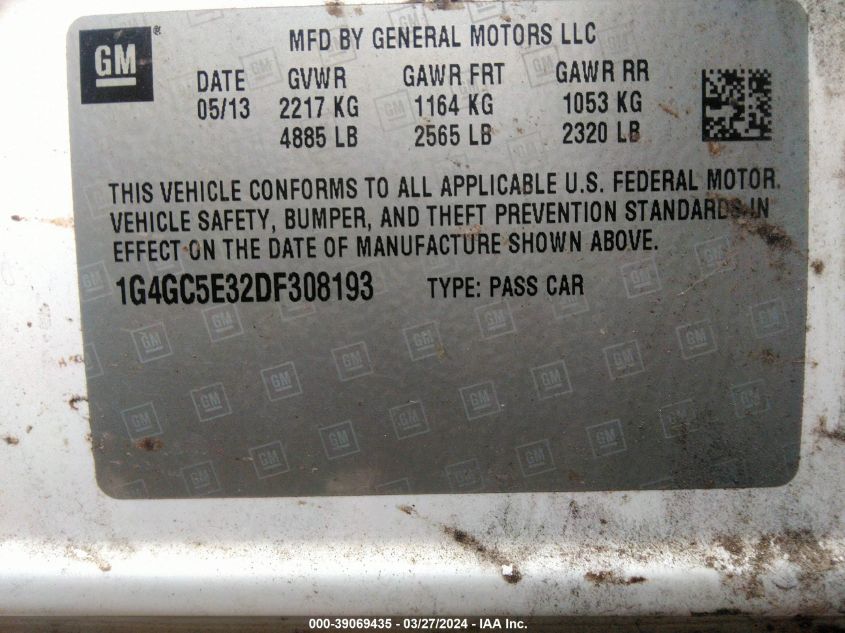 GM
MFD BY GENERAL MOTORS LLC
DATE GVWR GAWR FRT GAWR RR
05/13 2217 KG 1164 KG 1053 KG
4885 LB 2565 LB 2320 LB
THIS VEHICLE CONFORMS TO ALL APPLICABLE U.S. FEDERAL MOTOR
VEHICLE SAFETY, BUMPER, AND THEFT PREVENTION STANDARDS IN
EFFECT ON THE DATE OF MANUFACTURE SHOWN ABOVE.
1G4GC5E32DF308193 TYPE: PASS CAR
000-39069435 - 03/27/2024 - IAA Inc.